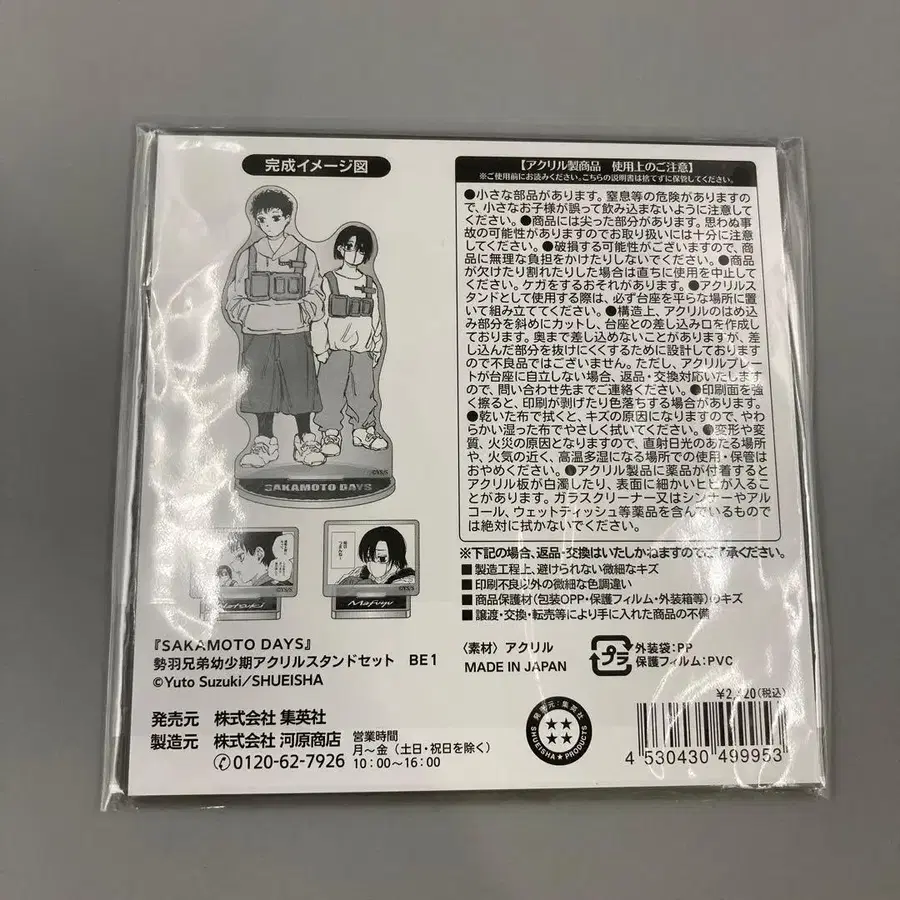 完成イメージ図
©Y.S/S
SAKAMOTO DAYS
©Y.S/S
Natsuki
©Y.S/S
Mafuyu
『SAKAMOTO DAYS』
勢羽兄弟幼少期アクリルスタンドセット BE1
©Yuto Suzuki/SHUEISHA
発売元 株式会社 集英社
製造元 株式会社 河原商店
0120-62-7926
営業時間
月〜金（土日・祝日を除く）
10：00〜16：00
【アクリル製商品 使用上のご注意】
※ご使用前にお読みください。こちらの説明書は捨てずに保管してください。
●小さな部品があります。窒息等の危険がありますの
で、小さなお子様が誤って飲み込まないように注意して
ください。●商品には尖った部分があります。思わぬ事
故の可能性がありますのでお取り扱いには十分に注意
してください。●破損する可能性がございますので、商
品に無理な負担をかけたりしないでください。●商品
が欠けたり割れたりした場合は直ちに使用を中止して
ください。ケガをするおそれがあります。●アクリルス
タンドとして使用する際は、必ず台座を平らな場所に置
いて組み立ててください。●構造上、アクリルのはめ込
み部分を斜めにカットし、台座との差し込み口を作成し
ております。奥まで差し込めないことがありますが、差
し込んだ部分を抜けにくくするために設計しております
ので不良品ではございません。ただし、アクリルプレー
トが台座に自立しない場合、返品・交換対応いたします
ので、問い合わせ先までご連絡ください。●印刷面を強
く擦ると、印刷が剥げたり色落ちする場合があります。
●乾いた布で拭くと、キズの原因になりますので、やわ
らかい湿った布でやさしく拭いてください。●変形や変
質、火災の原因となりますので、直射日光のあたる場所
や、火気の近く、高温多湿になる場所での使用・保管は
おやめください。●アクリル製品に薬品が付着すると
アクリル板が白濁したり、表面に細かいヒビが入るこ
とがあります。ガラスクリーナー又はシンナーやアル
コール、ウェットティッシュ等薬品を含んでいるもので
は絶対に拭かないでください。
※下記の場合、返品・交換はいたしかねますのでご了承ください。
■製造工程上、避けられない微細なキズ
■印刷不良以外の微細な色調違い
■商品保護材（包装OPP・保護フィルム・外装箱等）のキズ
■譲渡・交換・転売等により手に入れた商品の不備
〈素材〉アクリル
MADE IN JAPAN
プラ
外装袋：PP
保護フィルム：PVC
発売元：集英社
SHUEISHA★PRODUCTS
¥2,420（税込）
4 530430 499953